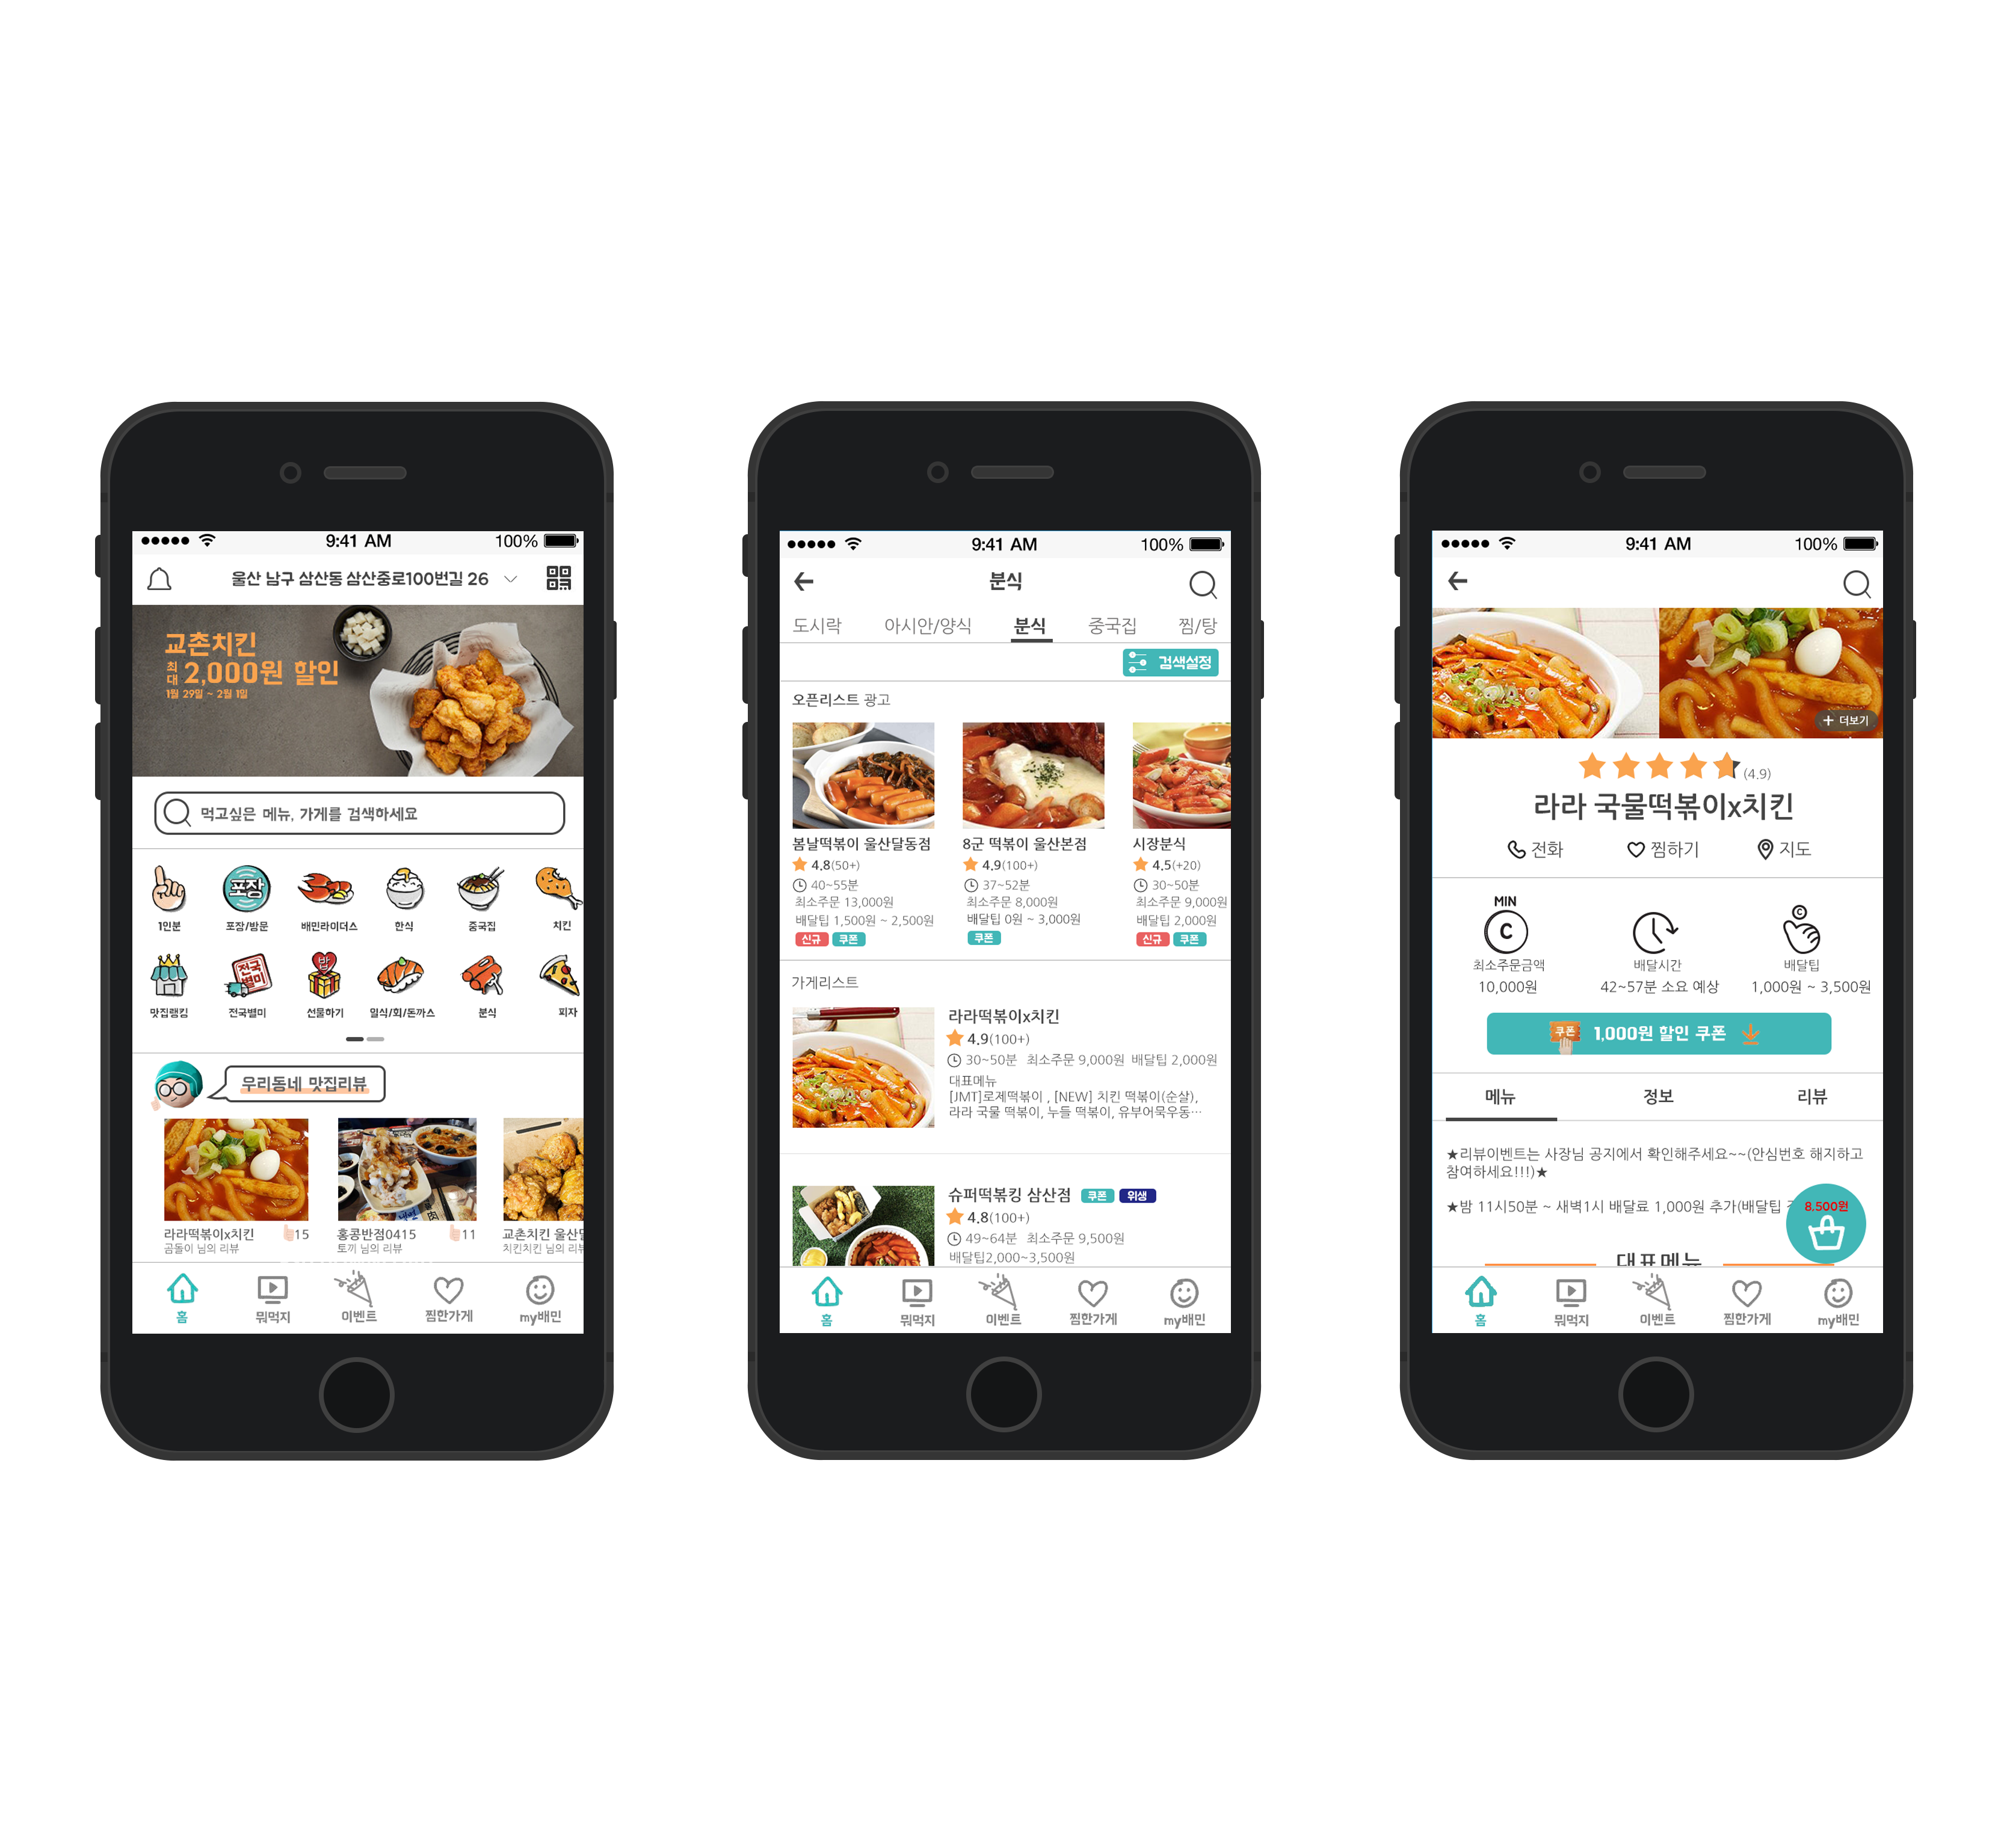 9:41 AM
100%
울산 남구 삼산동 삼산중로100번길 26
교촌치킨
최대 2,000원 할인
1월 29일 ~ 2월 1일
먹고싶은 메뉴, 가게를 검색하세요
포장
1인분
포장/방문
배민라이더스
한식
중국집
치킨
전국별미
밥
맛집랭킹
전국별미
선물하기
일식/회/돈까스
분식
피자
우리동네 맛집리뷰
라라떡볶이x치킨
15
곰돌이 님의 리뷰
홍콩반점0415
11
토끼 님의 리뷰
교촌치킨 울산
치킨치킨 님의 리뷰
홈
뭐먹지
이벤트
찜한가게
my배민
9:41 AM
100%
분식
도시락
아시안/양식
분식
중국집
찜/탕
검색설정
오픈리스트 광고
봄날떡볶이 울산달동점
4.8(50+)
40~55분
최소주문 13,000원
배달팁 1,500원 ~ 2,500원
신규 쿠폰
8군 떡볶이 울산본점
4.9(100+)
37~52분
최소주문 8,000원
배달팁 0원 ~ 3,000원
쿠폰
시장분식
4.5(+20)
30~50분
최소주문 9,000원
배달팁 2,000원
신규 쿠폰
가게리스트
라라떡볶이x치킨
4.9(100+)
30~50분 최소주문 9,000원 배달팁 2,000원
대표메뉴
[JMT]로제떡볶이 , [NEW] 치킨 떡볶이(순살),
라라 국물 떡볶이, 누들 떡볶이, 유부어묵우동…
슈퍼떡볶킹 삼산점 쿠폰 위생
4.8(100+)
49~64분 최소주문 9,500원
배달팁2,000~3,500원
홈
뭐먹지
이벤트
찜한가게
my배민
9:41 AM
100%
+ 더보기
(4.9)
라라 국물떡볶이x치킨
전화
찜하기
지도
MIN
C
C
최소주문금액
배달시간
배달팁
10,000원
42~57분 소요 예상
1,000원 ~ 3,500원
쿠폰
1,000원 할인 쿠폰
메뉴
정보
리뷰
★리뷰이벤트는 사장님 공지에서 확인해주세요~~(안심번호 해지하고
참여하세요!!!)★
★밤 11시50분 ~ 새벽1시 배달료 1,000원 추가(배달팁
8.500원
대표메뉴
홈
뭐먹지
이벤트
찜한가게
my배민